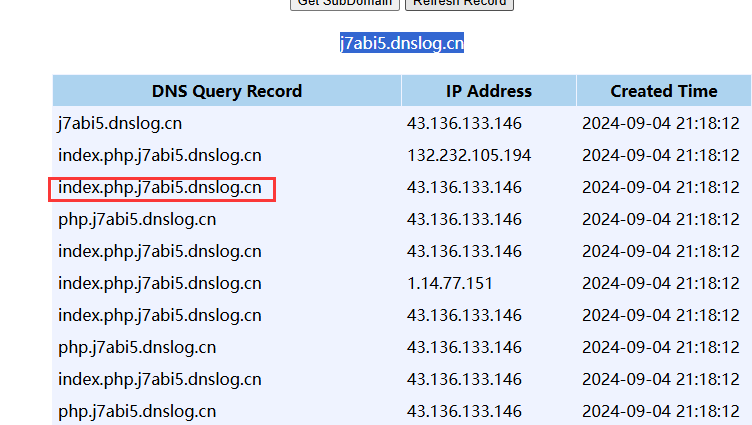 Get SubDomain Refresh Record
j7abi5.dnslog.cn
DNS Query Record IP Address Created Time
j7abi5.dnslog.cn 43.136.133.146 2024-09-04 21:18:12
index.php.j7abi5.dnslog.cn 132.232.105.194 2024-09-04 21:18:12
index.php.j7abi5.dnslog.cn 43.136.133.146 2024-09-04 21:18:12
php.j7abi5.dnslog.cn 43.136.133.146 2024-09-04 21:18:12
index.php.j7abi5.dnslog.cn 43.136.133.146 2024-09-04 21:18:12
index.php.j7abi5.dnslog.cn 1.14.77.151 2024-09-04 21:18:12
index.php.j7abi5.dnslog.cn 43.136.133.146 2024-09-04 21:18:12
php.j7abi5.dnslog.cn 43.136.133.146 2024-09-04 21:18:12
index.php.j7abi5.dnslog.cn 43.136.133.146 2024-09-04 21:18:12
php.j7abi5.dnslog.cn 43.136.133.146 2024-09-04 21:18:12